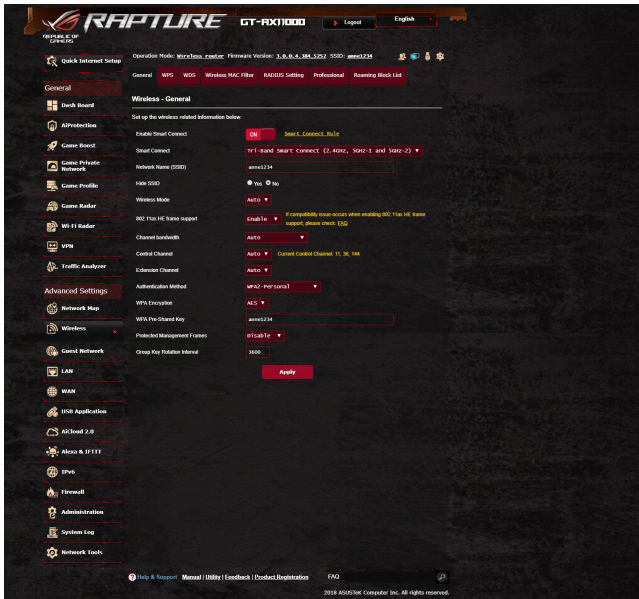 REPUBLIC OF
GAMERS
RAPTURE GT-AX11000
Logout
English
Quick Internet Setup
Operation Mode: Wireless router Firmware Version: 3.0.0.4.384_5252 SSID: anne1234
General WPS WDS Wireless MAC Filter RADIUS Setting Professional Roaming Block List
General
Dash Board
AiProtection
Game Boost
Game Private Network
Game Profile
Game Radar
Wi-Fi Radar
VPN
Traffic Analyzer
Advanced Settings
Network Map
Wireless
Guest Network
LAN
WAN
USB Application
AiCloud 2.0
Alexa & IFTTT
IPv6
Firewall
Administration
System Log
Network Tools
Wireless - General
Set up the wireless related information below
Enable Smart Connect ON Smart Connect Rule
Smart Connect Tri-Band Smart Connect (2.4GHz, 5GHz-1 and 5GHz-2)
Network Name (SSID) anne1234
Hide SSID Yes No
Wireless Mode Auto
802.11ax HE frame support Enable If compatibility issue occurs when enabling 802.11ax HE frame
support, please check: FAQ
Channel bandwidth Auto
Control Channel Auto Current Control Channel: 11, 36, 144
Extension Channel Auto
Authentication Method WPA2-Personal
WPA Encryption AES
WPA Pre-Shared Key anne1234
Protected Management Frames Disable
Group Key Rotation Interval 3600
Apply
Help & Support Manual | Utility | Feedback | Product Registration FAQ
2018 ASUSTeK Computer Inc. All rights reserved.